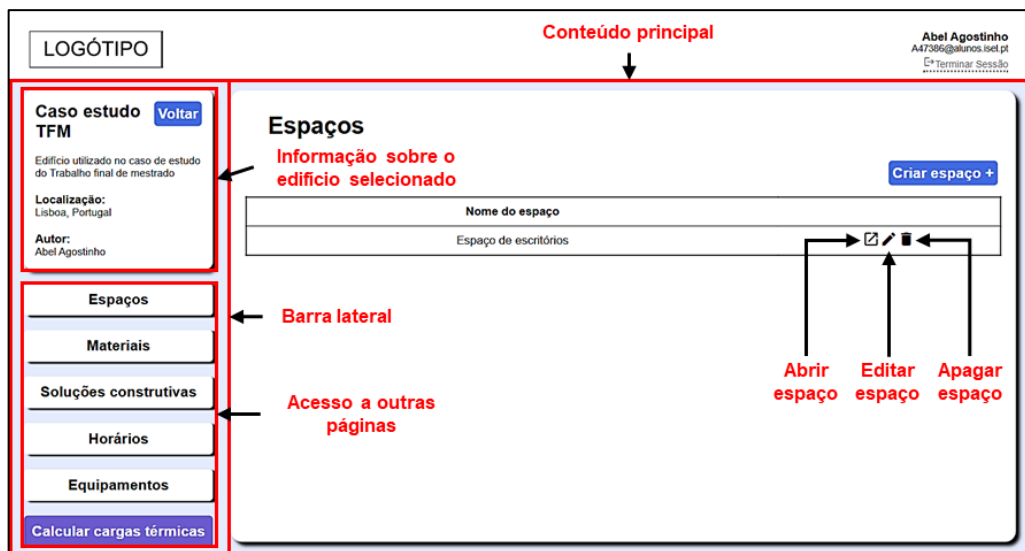 LOGÓTIPO
Conteúdo principal
Abel Agostinho
A47386@alunos.isel.pt
Terminar Sessão
Caso estudo
TFM
Voltar
Edifício utilizado no caso de estudo
do Trabalho final de mestrado
Localização:
Lisboa, Portugal
Autor:
Abel Agostinho
Espaços
Informação sobre o
edificio selecionado
Criar espaço +
Nome do espaço
Espaço de escritórios
Espaços
Materiais
Soluções construtivas
Horários
Equipamentos
Calcular cargas térmicas
Barra lateral
Acesso a outras
páginas
Abrir
espaço
Editar
espaço
Apagar
espaço